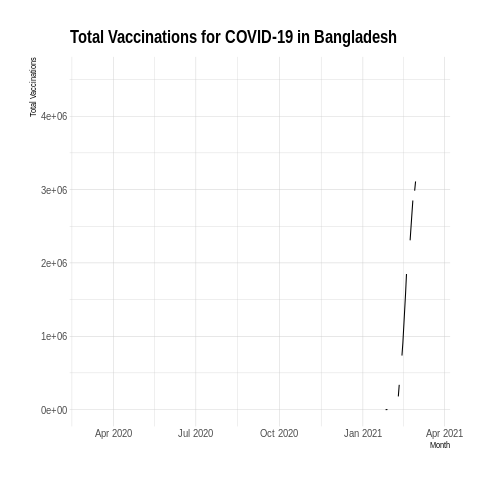 Total Vaccinations for COVID-19 in Bangladesh
Total Vaccinations
4e+06
3e+06
2e+06
1e+06
0e+00
Apr 2020 Jul 2020 Oct 2020 Jan 2021 Apr 2021
Month